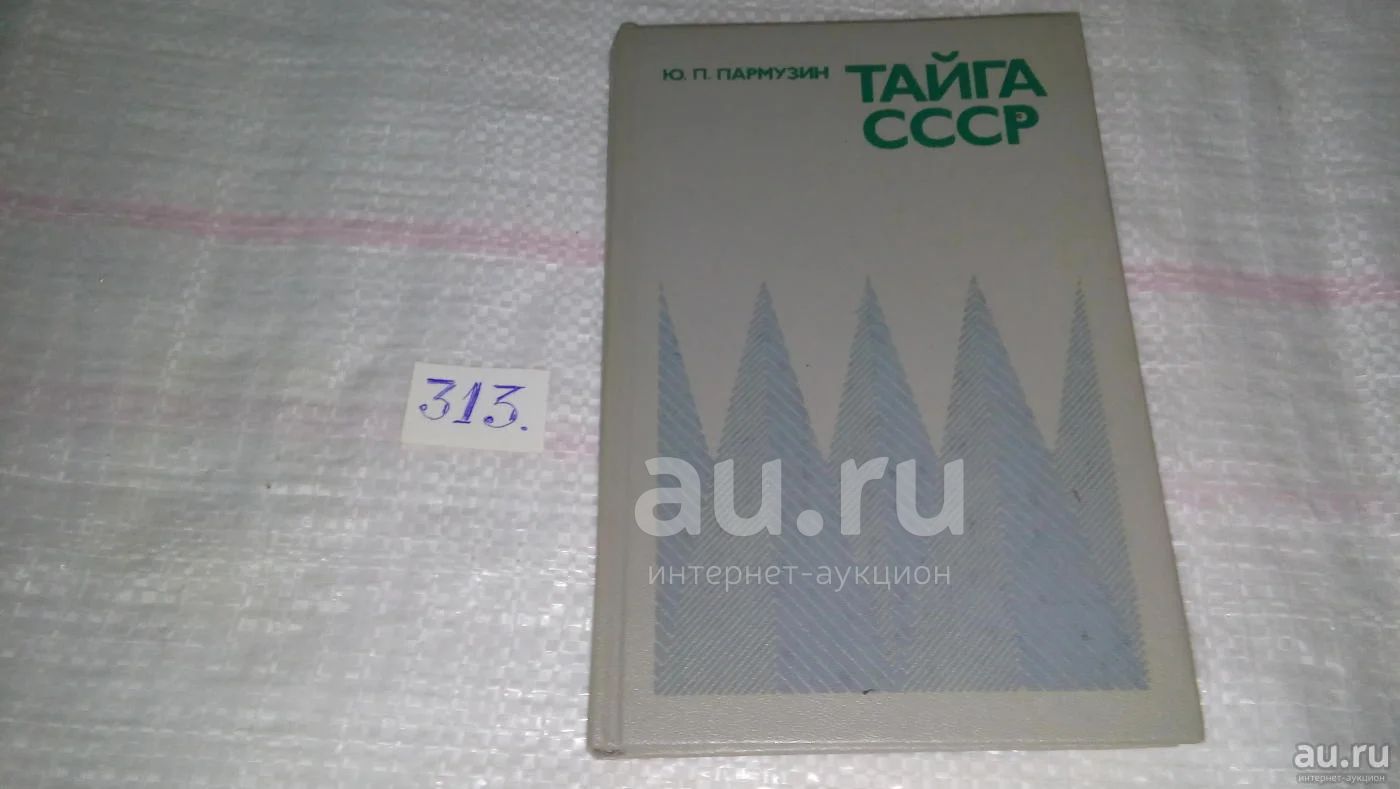 Ю. П. ПАРМУЗИН
ТАЙГА
СССР
313.
au.ru
интернет-аукцион
au.ru
интернет-аукцион